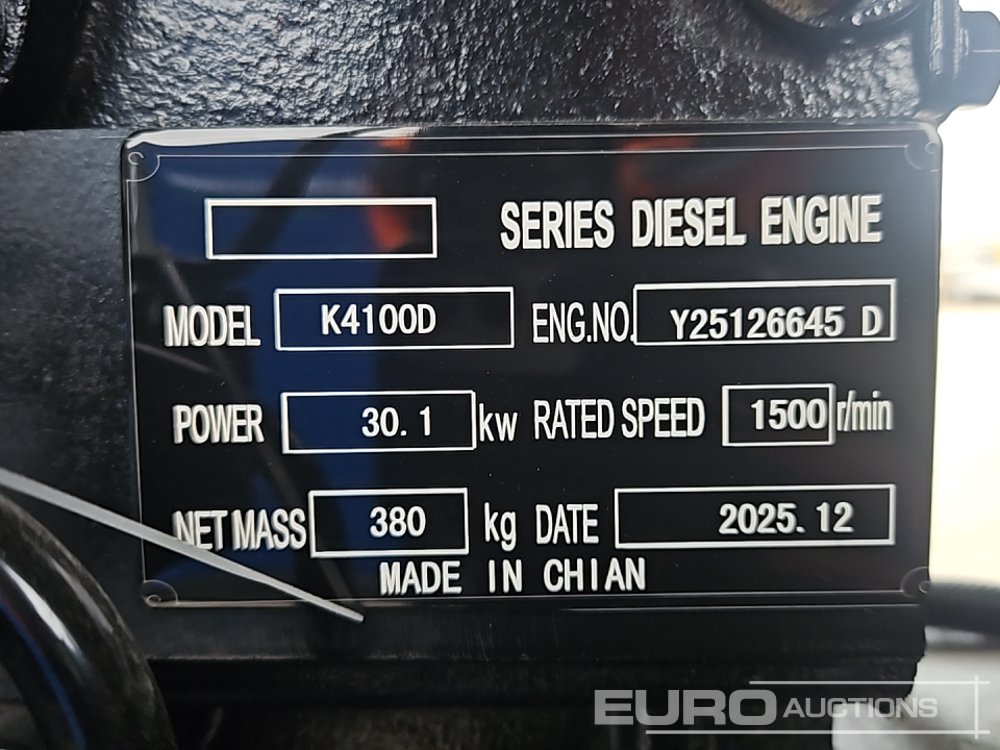 SERIES DIESEL ENGINE
MODEL K4100D ENG.NO. Y25126645 D
POWER 30.1 kw RATED SPEED 1500 r/min
NET MASS 380 kg DATE 2025.12
MADE IN CHIAN
EURO AUCTIONS